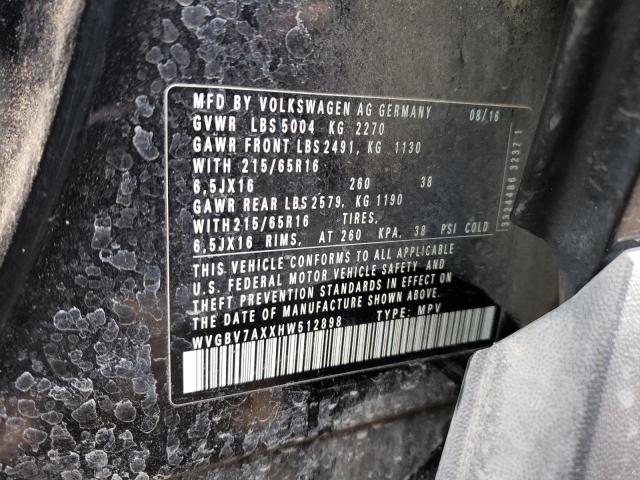 MFD BY VOLKSWAGEN AG GERMANY 08/16
GVWR LBS 5004 KG 2270
GAWR FRONT LBS 2491, KG 1130
WITH 215/65R16
6,5JX16 260 38
GAWR REAR LBS 2579, KG 1190
WITH 215/65R16 TIRES,
6,5JX16 RIMS, AT 260 KPA, 38 PSI COLD
THIS VEHICLE CONFORMS TO ALL APPLICABLE
U.S. FEDERAL MOTOR VEHICLE SAFETY AND
THEFT PREVENTION STANDARDS IN EFFECT ON
THE DATE OF MANUFACTURE SHOWN ABOVE.
WVGBV7AXXHW512898 TYPE: MPV